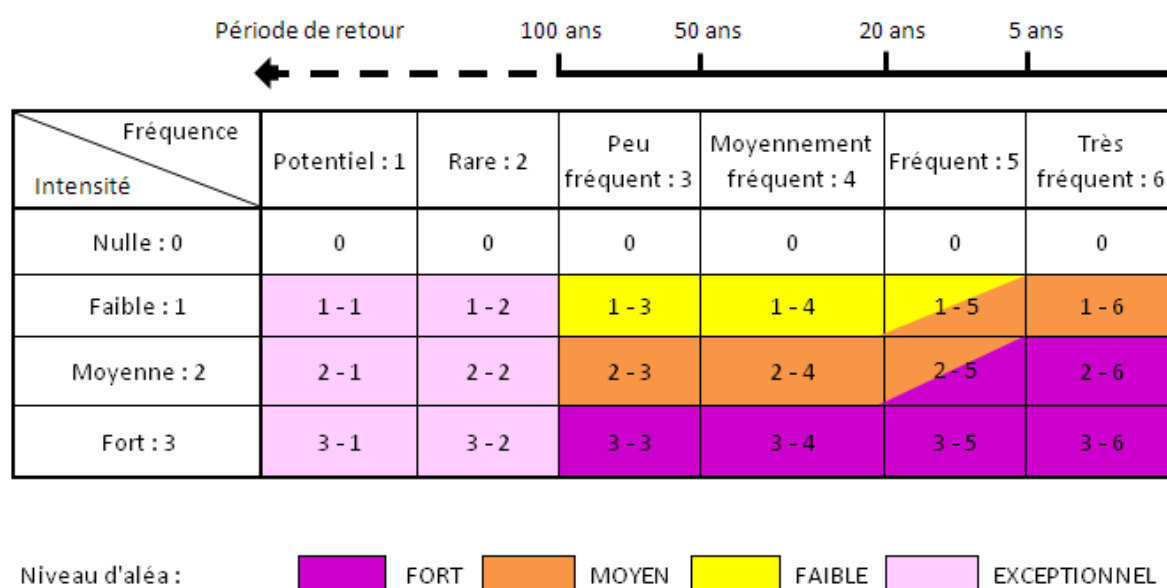 Période de retour 100 ans 50 ans 20 ans 5 ans
Fréquence
Intensité
Potentiel : 1 Rare : 2 Peu fréquent : 3 Moyennement fréquent : 4 Fréquent : 5 Très fréquent : 6
Nulle : 0 0 0 0 0 0 0
Faible : 1 1 - 1 1 - 2 1 - 3 1 - 4 1 - 5 1 - 6
Moyenne : 2 2 - 1 2 - 2 2 - 3 2 - 4 2 - 5 2 - 6
Fort : 3 3 - 1 3 - 2 3 - 3 3 - 4 3 - 5 3 - 6
Niveau d'aléa : FORT MOYEN FAIBLE EXCEPTIONNEL